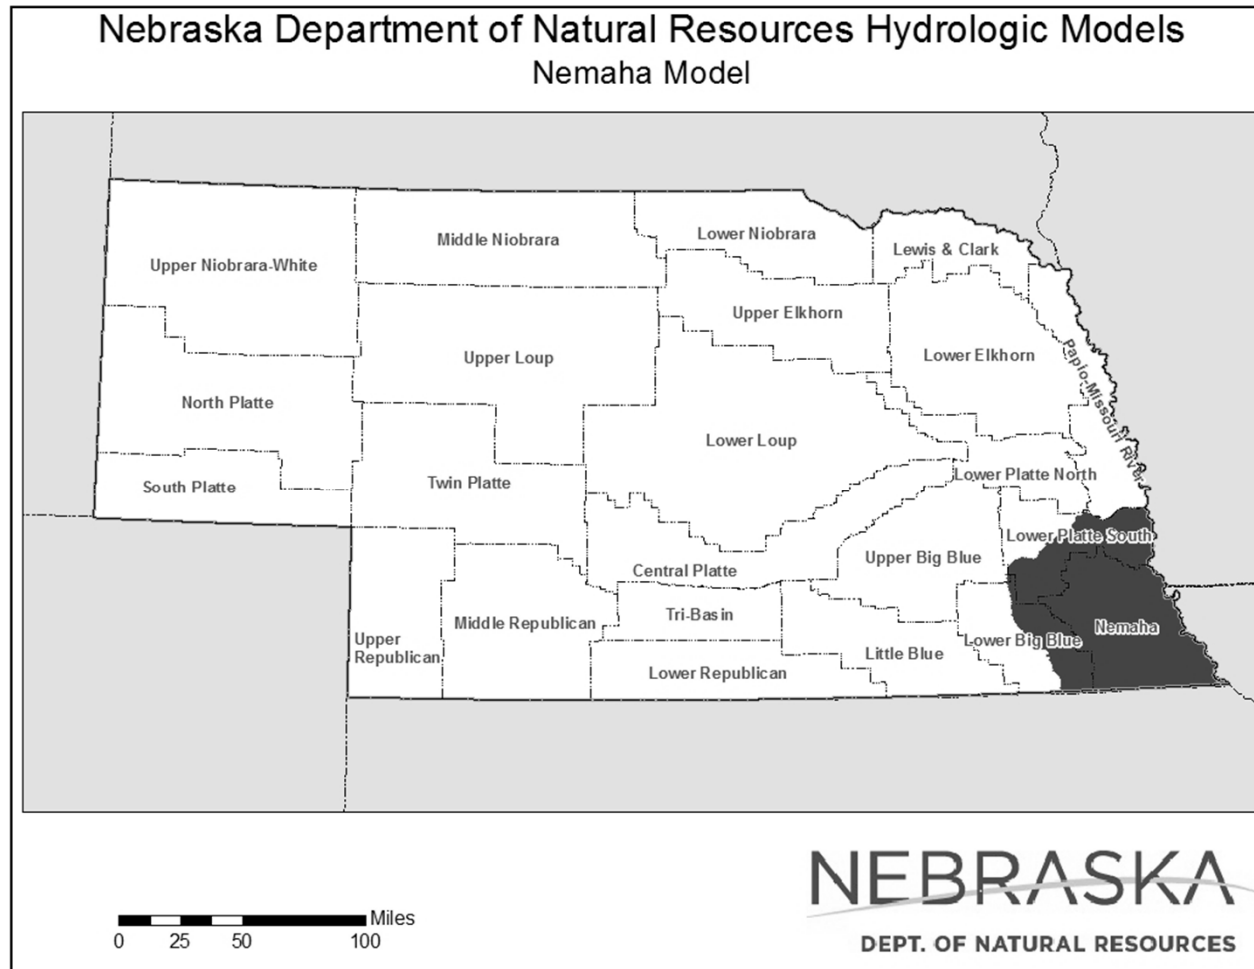 Nebraska Department of Natural Resources Hydrologic Models
Nemaha Model
Middle Niobrara
Lower Niobrara
Lewis & Clark
Upper Niobrara-White
Upper Elkhorn
Lower Elkhorn
Upper Loup
Papio-Missouri River
North Platte
Lower Loup
Lower Platte North
Twin Platte
South Platte
Lower Platte South
Upper Big Blue
Central Platte
Tri-Basin
Middle Republican
Nemaha
Upper
Republican
Lower Big Blue
Little Blue
Lower Republican
Miles
0 25 50 100
NEBRASKA
DEPT. OF NATURAL RESOURCES